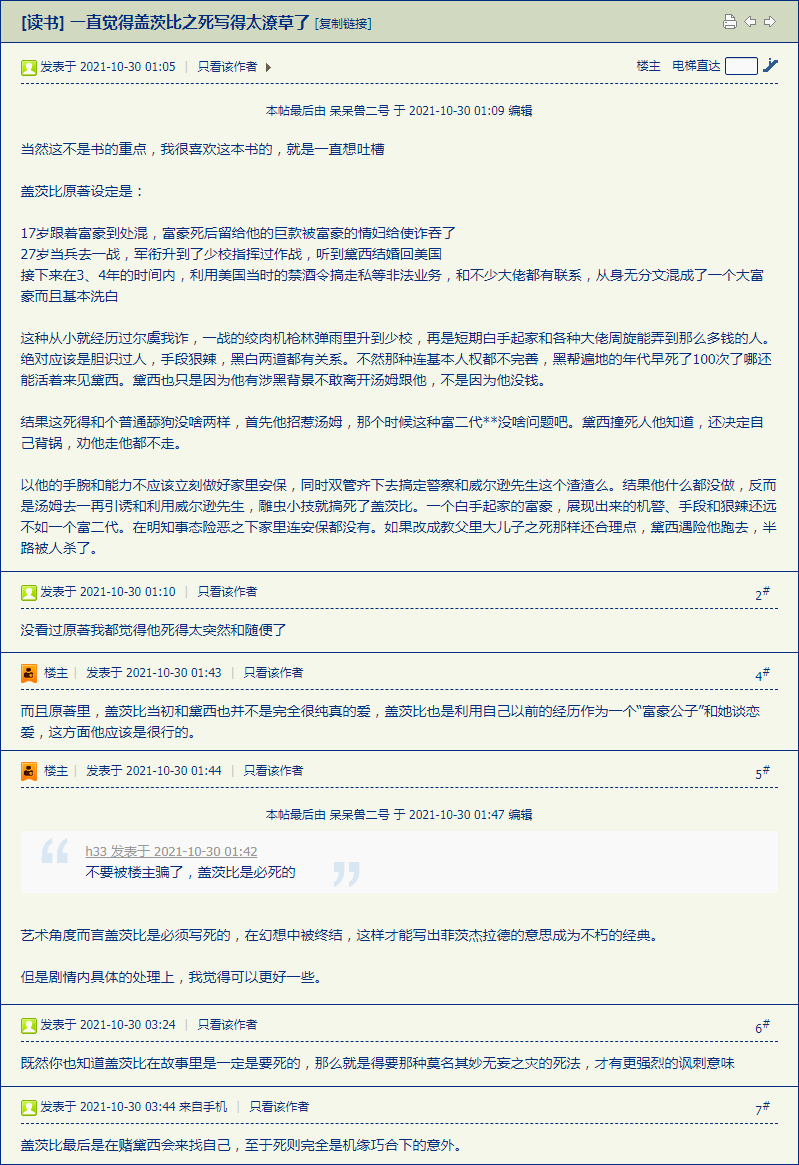 [读书] 一直觉得盖茨比之死写得太潦草了 [复制链接]
发表于 2021-10-30 01:05 | 只看该作者
楼主 电梯直达
本帖最后由 呆呆兽二号 于 2021-10-30 01:09 编辑
当然这不是书的重点，我很喜欢这本书的，就是一直想吐槽
盖茨比原著设定是：
17岁跟着富豪到处混，富豪死后留给他的巨款被富豪的情妇给使诈吞了
27岁当兵去一战，军衔升到了少校指挥过作战，听到黛西结婚回美国
接下来在3、4年的时间内，利用美国当时的禁酒令搞走私等非法业务，和不少大佬都有联系，从身无分文混成了一个大富
豪而且基本洗白
这种从小就经历过尔虞我诈，一战的绞肉机枪林弹雨里升到少校，再是短期白手起家和各种大佬周旋能弄到那么多钱的人。
绝对应该是胆识过人，手段狠辣，黑白两道都有关系。不然那种连基本人权都不完善，黑帮遍地的年代早死了100次了哪还
能活着来见黛西。黛西也只是因为他有涉黑背景不敢离开汤姆跟他，不是因为他没钱。
结果这死得和个普通舔狗没啥两样，首先他招惹汤姆，那个时候这种富二代**没啥问题吧。黛西撞死人他知道，还决定自
己背锅，劝他走他都不走。
以他的手腕和能力不应该立刻做好家里安保，同时双管齐下去搞定警察和威尔逊先生这个渣渣么。结果他什么都没做，反而
是汤姆去一再引诱和利用威尔逊先生，雕虫小技就搞死了盖茨比。一个白手起家的富豪，展现出来的机警、手段和狠辣还远
不如一个富二代。在明知事态险恶之下家里连安保都没有。如果改成教父里大儿子之死那样还合理点，黛西遇险他跑去，半
路被人杀了。
发表于 2021-10-30 01:10 | 只看该作者
2#
没看过原著我都觉得他死得太突然和随便了
楼主 | 发表于 2021-10-30 01:43 | 只看该作者
4#
而且原著里，盖茨比当初和黛西也并不是完全很纯真的爱，盖茨比也是利用自己以前的经历作为一个“富豪公子”和她谈恋
爱，这方面他应该是很行的。
楼主 | 发表于 2021-10-30 01:44 | 只看该作者
5#
本帖最后由 呆呆兽二号 于 2021-10-30 01:47 编辑
h33 发表于 2021-10-30 01:42
不要被楼主骗了，盖茨比是必死的
艺术角度而言盖茨比是必须写死的，在幻想中被终结，这样才能写出菲茨杰拉德的意思成为不朽的经典。
但是剧情内具体的处理上，我觉得可以更好一些。
发表于 2021-10-30 03:24 | 只看该作者
6#
既然你也知道盖茨比在故事里是一定是要死的，那么就是得要那种莫名其妙无妄之灾的死法，才有更强烈的讽刺意味
发表于 2021-10-30 03:44 来自手机 | 只看该作者
7#
盖茨比最后是在赌黛西会来找自己，至于死则完全是机缘巧合下的意外。